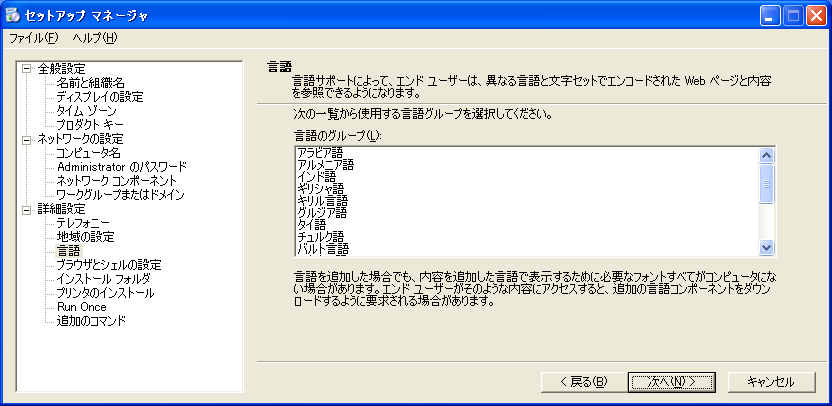 セットアップ マネージャ
ファイル(F) ヘルプ(H)
全般設定
名前と組織名
ディスプレイの設定
タイム ゾーン
プロダクト キー
ネットワークの設定
コンピュータ名
Administrator のパスワード
ネットワーク コンポーネント
ワークグループまたはドメイン
詳細設定
テレフォニー
地域の設定
言語
ブラウザとシェルの設定
インストール フォルダ
プリンタのインストール
Run Once
追加のコマンド
言語
言語サポートによって、エンド ユーザーは、異なる言語と文字セットでエンコードされた Web ページと内容
を参照できるようになります。
次の一覧から使用する言語グループを選択してください。
言語のグループ(L):
アラビア語
アルメニア語
インド語
ギリシャ語
キリル言語
グルジア語
タイ語
チュルク語
バルト言語
言語を追加した場合でも、内容を追加した言語で表示するために必要なフォントすべてがコンピュータにな
い場合があります。エンド ユーザーがそのような内容にアクセスすると、追加の言語コンポーネントをダウン
ロードするように要求される場合があります。
< 戻る(B) 次へ(N) > キャンセル